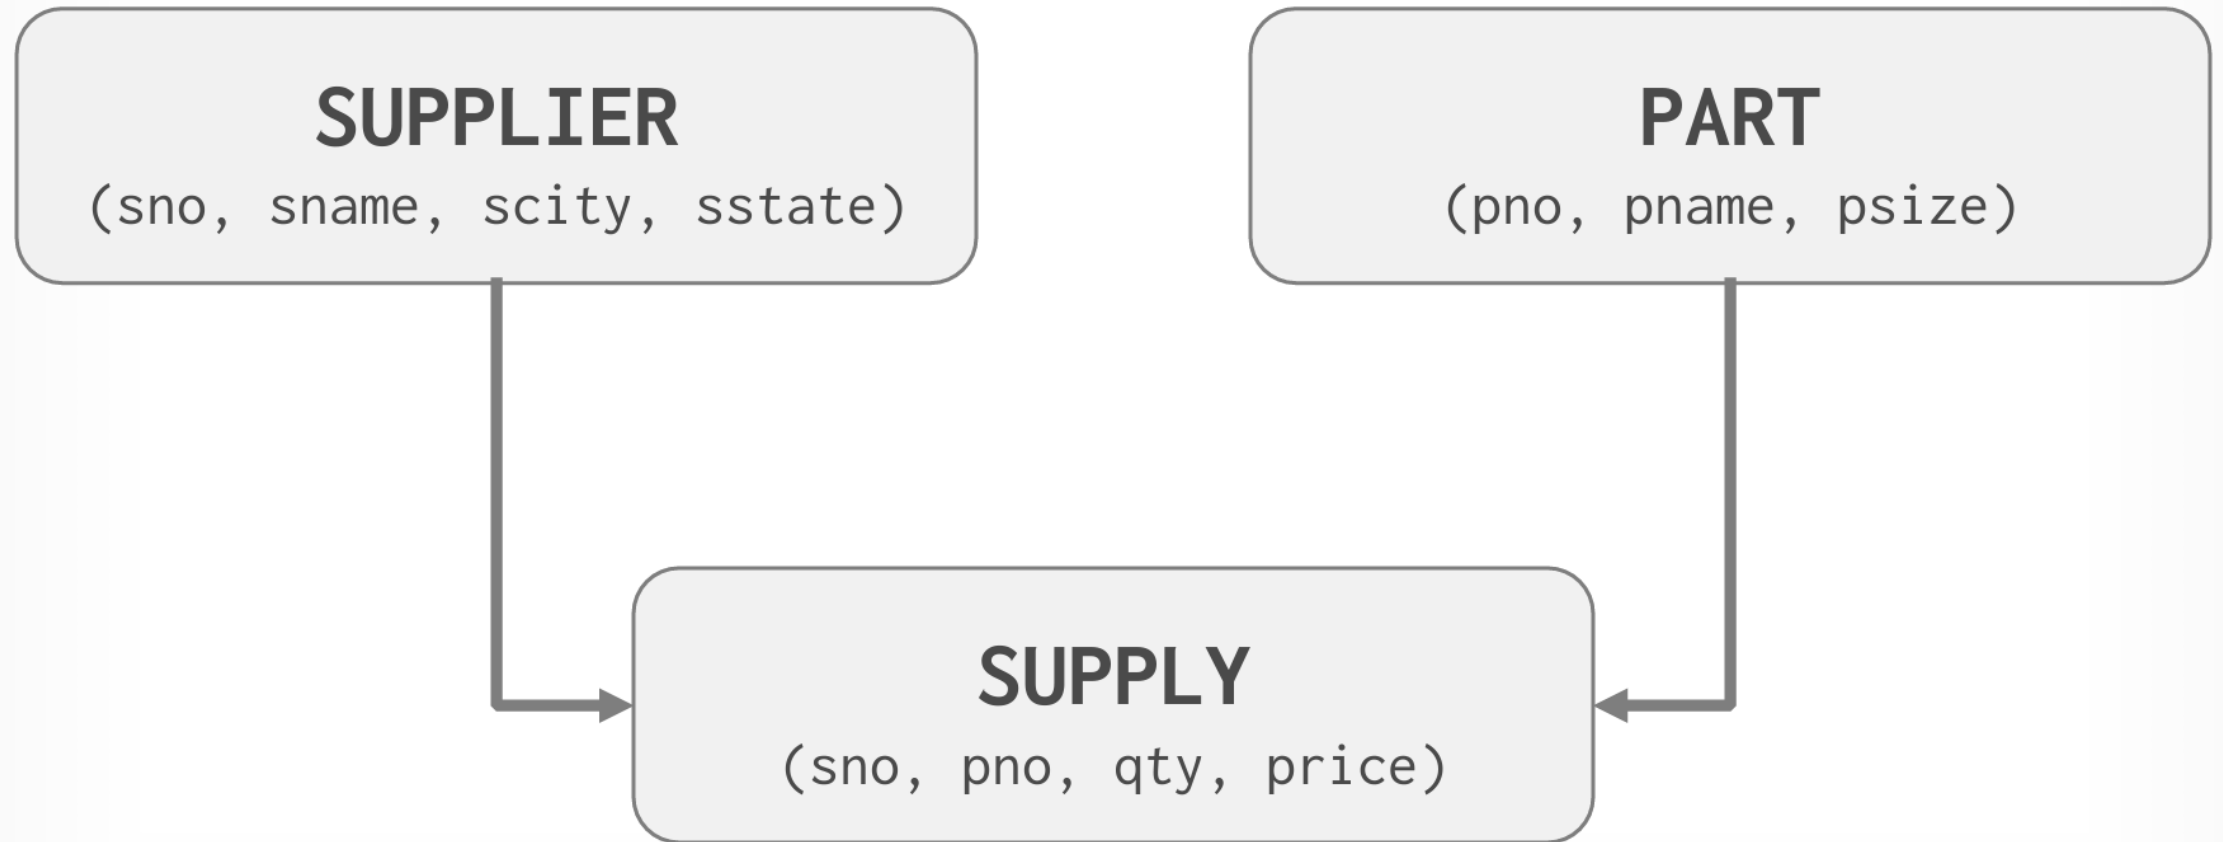 SUPPLIER
(sno, sname, scity, sstate)
PART
(pno, pname, psize)
SUPPLY
(sno, pno, qty, price)